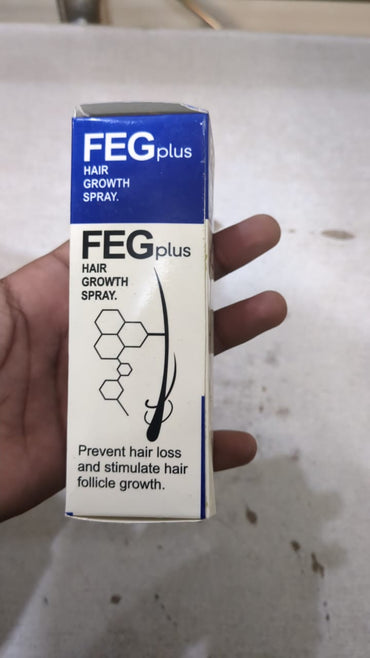 FEGplus
HAIR
GROWTH
SPRAY.
FEGplus
HAIR
GROWTH
SPRAY.
Prevent hair loss
and stimulate hair
follicle growth.